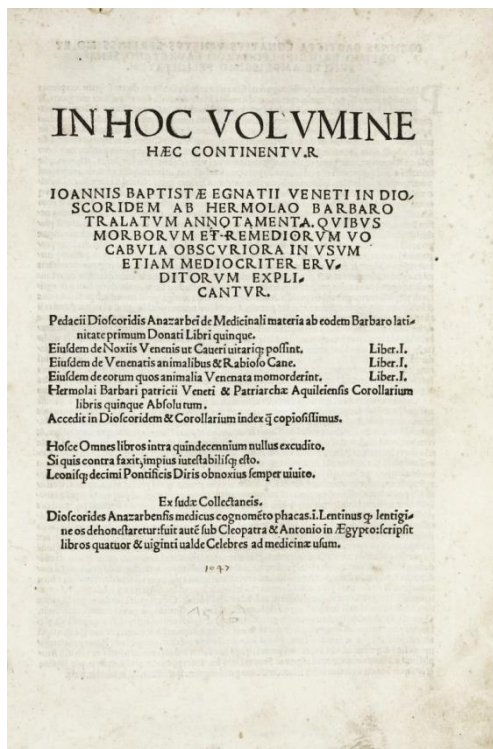 IN HOC VOLVMINE
HÆC CONTINENTV.R
IOANNIS BAPTISTÆ EGNATII VENETI IN DIO-
SCORIDEM AB HERMOLAO BARBARO
TRALATVM ANNOTAMENTA. QVIBVS
MORBORVM ET REMEDIORVM VO
CABVLA OBSCVRIORA IN VSVM
ETIAM MEDIOCRITER ERV-
DITORVM EXPLI-
CANTVR.
Pedacii Dioscoridis Anazarbei de Medicinali materia ab eodem Barbaro lati-
nitate primum Donati Libri quinque.
Eiusdem de Noxiis Venenis ut Caueri uitariq; possint. Liber.I.
Eiusdem de Venenatis animalibus & Rabioso Cane. Liber.I.
Eiusdem de eorum quos animalia Venenata momorderint. Liber.I.
Hermolai Barbari patricii Veneti & Patriarchæ Aquileiensis Corollarium
libris quinque Absolutum.
Accedit in Dioscoridem & Corollarium index q̃ copiosissimus.
Hosce Omnes libros intra quindecennium nullus excudito.
Si quis contra faxit, impius iutestabilisq; esto.
Leonisq; decimi Pontificis Diris obnoxius semper uiuito.
Ex sudæ Collectaneis.
Dioscorides Anazarbensis medicus cognomẽto phacas.i.Lentinus q; lentigi-
ne os dehonestaretur:fuit autẽ sub Cleopatra & Antonio in Ægypto:scripsit
libros quatuor & uiginti ualde Celebres ad medicinæ usum.